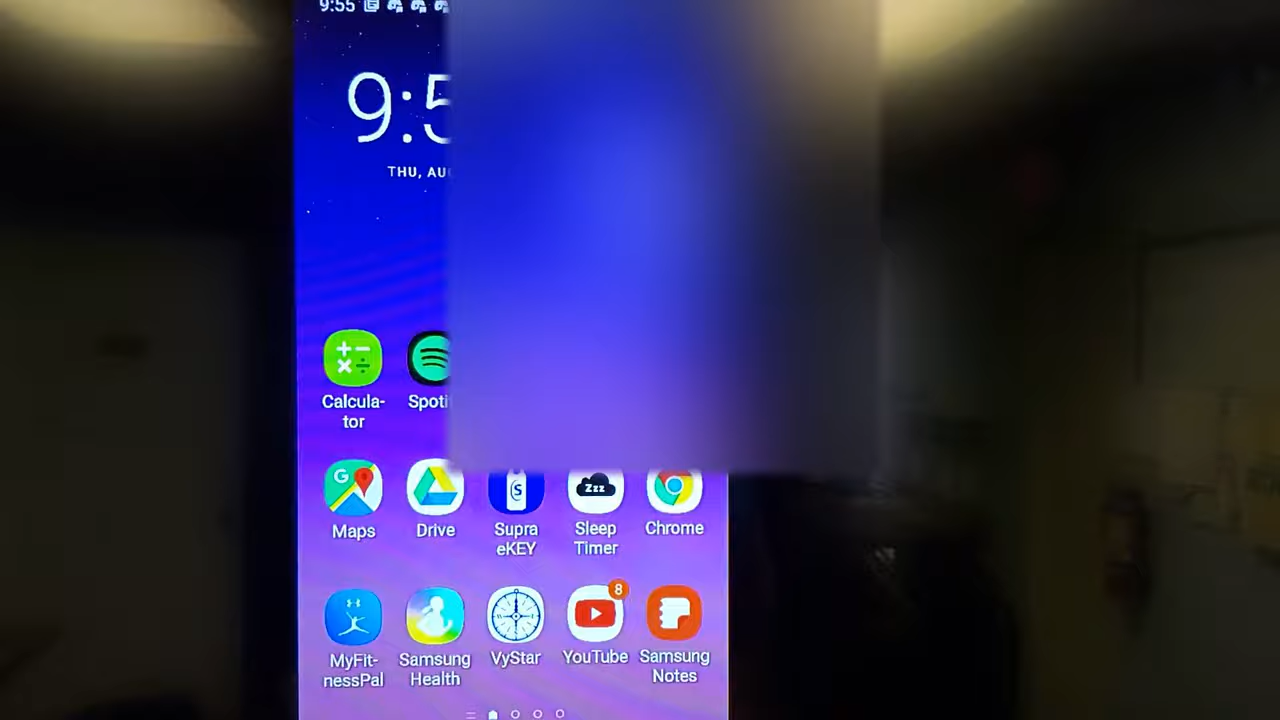 9:55
9:5
THU, AU
Calcula-
tor
Spoti
Maps
Drive
Supra
eKEY
Sleep
Timer
Chrome
MyFit-
nessPal
Samsung
Health
VyStar
8
YouTube
Samsung
Notes
G
S
Zzz